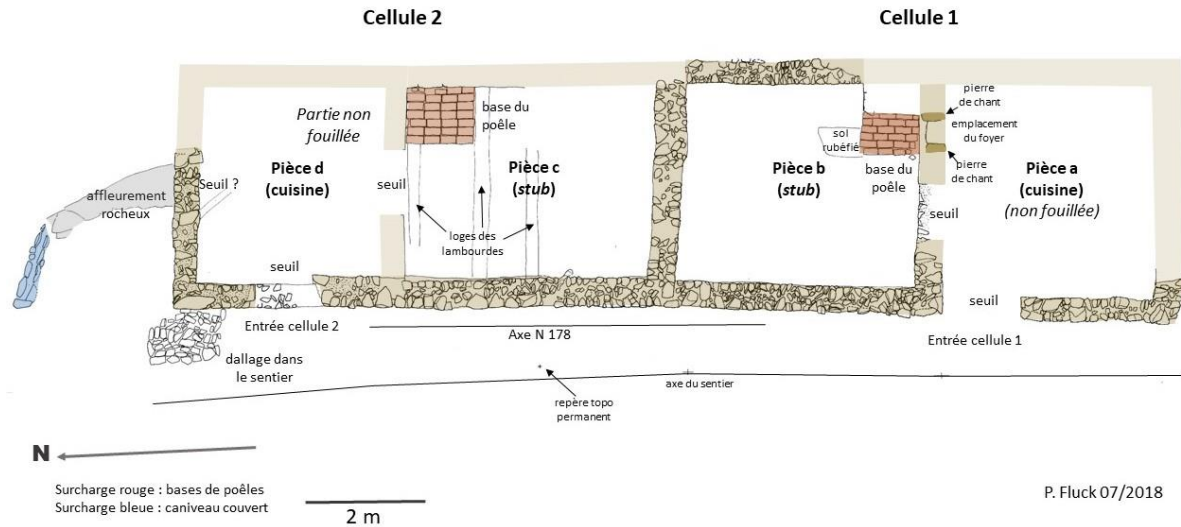 Cellule 2
Cellule 1
Partie non
fouillée
base du
poêle
pierre
de chant
emplacement
du foyer
pierre
de chant
sol
rubéfié
base du
poêle
affleurement
rocheux
Seuil ?
Pièce d
(cuisine)
seuil
Pièce c
(stub)
Pièce b
(stub)
Pièce a
(cuisine)
(non fouillée)
seuil
loges des
lambourdes
seuil
seuil
Entrée cellule 2
Axe N 178
Entrée cellule 1
dallage dans
le sentier
axe du sentier
repère topo
permanent
N
Surcharge rouge : bases de poêles
Surcharge bleue : caniveau couvert
2 m
P. Fluck 07/2018